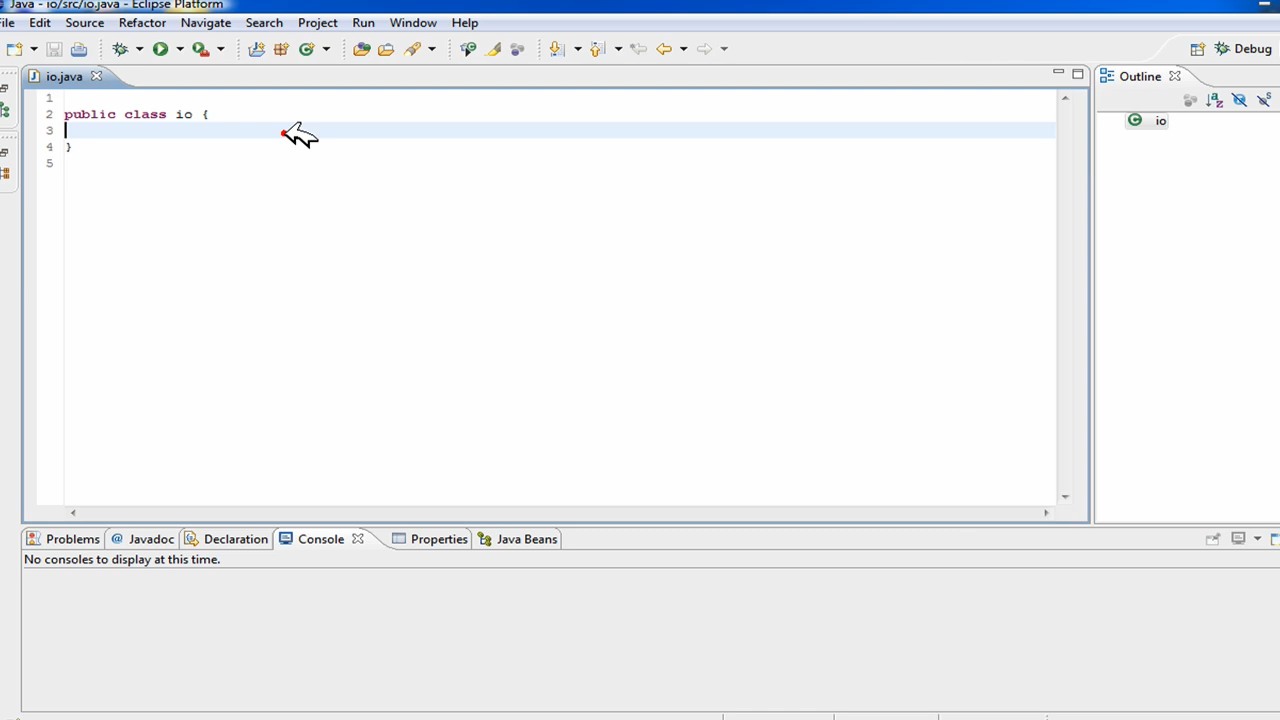 Java - io/src/io.java - Eclipse Platform
File Edit Source Refactor Navigate Search Project Run Window Help
Debug
io.java
Outline
1
2 public class io {
3
4 }
5
io
Problems @ Javadoc Declaration Console Properties Java Beans
No consoles to display at this time.